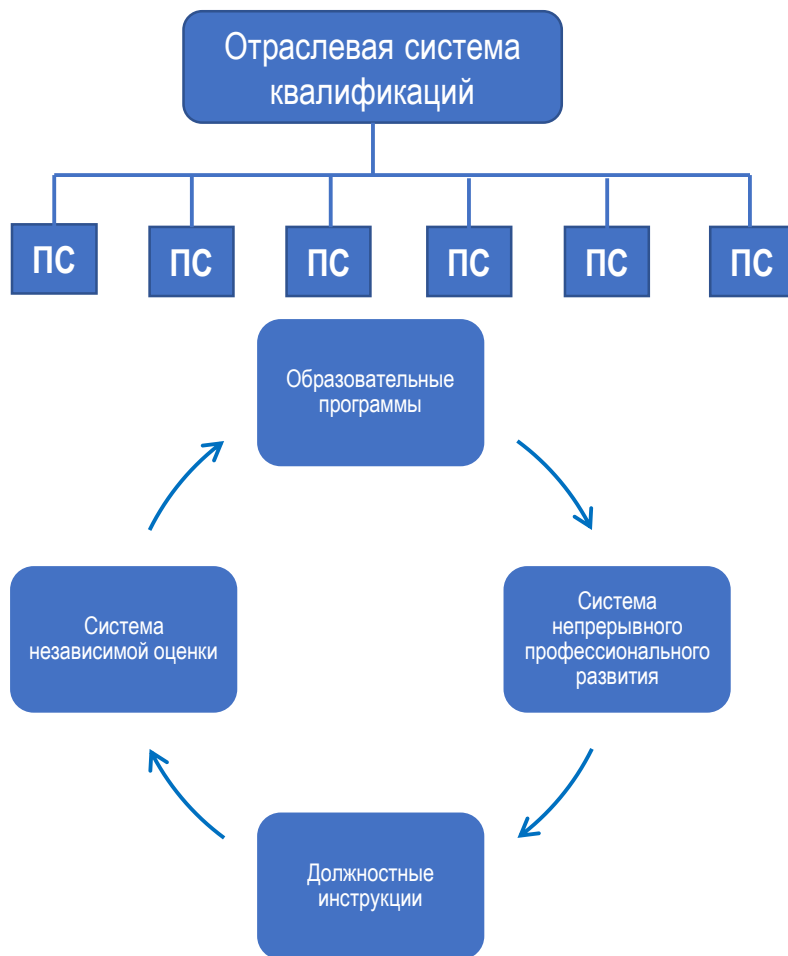 Отраслевая система
квалификаций
ПС
ПС
ПС
ПС
ПС
ПС
Образовательные
программы
Система
непрерывного
профессионального
развития
Система
независимой оценки
Должностные
инструкции